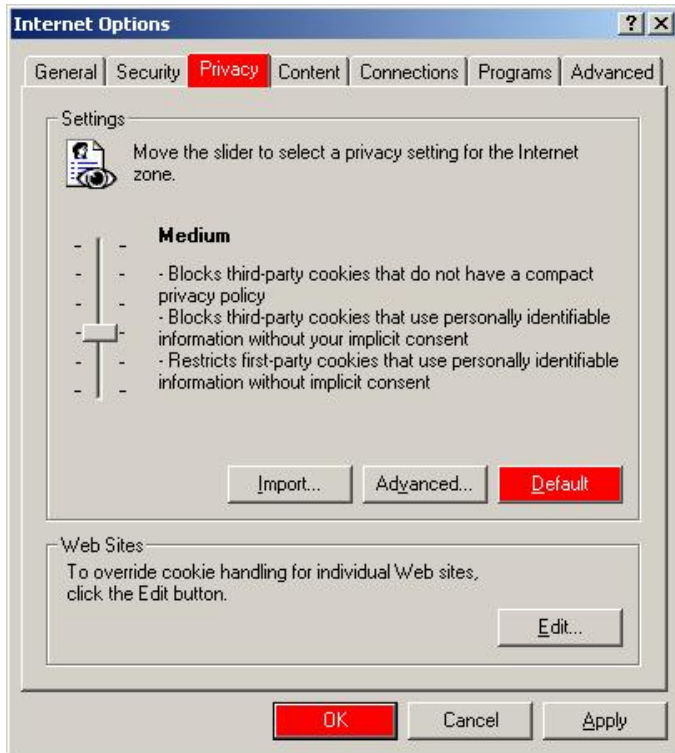 Internet Options
General Security Privacy Content Connections Programs Advanced
Settings
Move the slider to select a privacy setting for the Internet
zone.
Medium
- Blocks third-party cookies that do not have a compact
privacy policy
- Blocks third-party cookies that use personally identifiable
information without your implicit consent
- Restricts first-party cookies that use personally identifiable
information without implicit consent
Import... Advanced... Default
Web Sites
To override cookie handling for individual Web sites,
click the Edit button.
Edit...
OK Cancel Apply